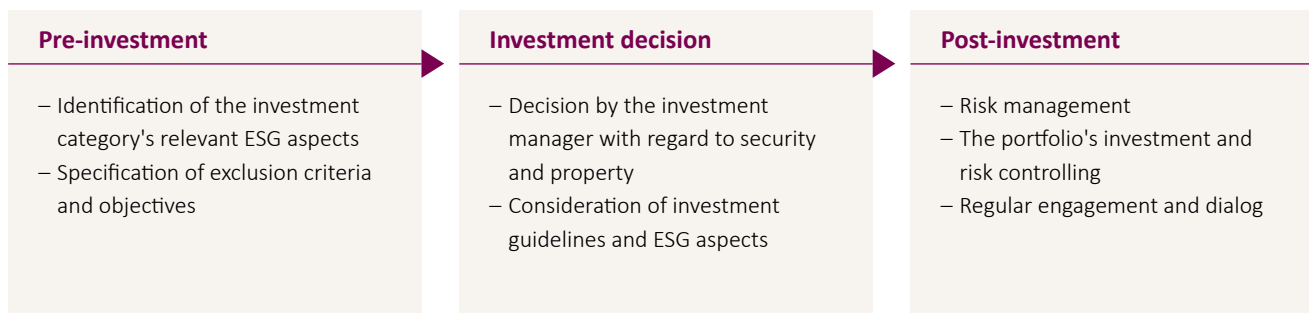 Pre-investment
– Identification of the investment
category's relevant ESG aspects
– Specification of exclusion criteria
and objectives
Investment decision
– Decision by the investment
manager with regard to security
and property
– Consideration of investment
guidelines and ESG aspects
Post-investment
– Risk management
– The portfolio's investment and
risk controlling
– Regular engagement and dialog